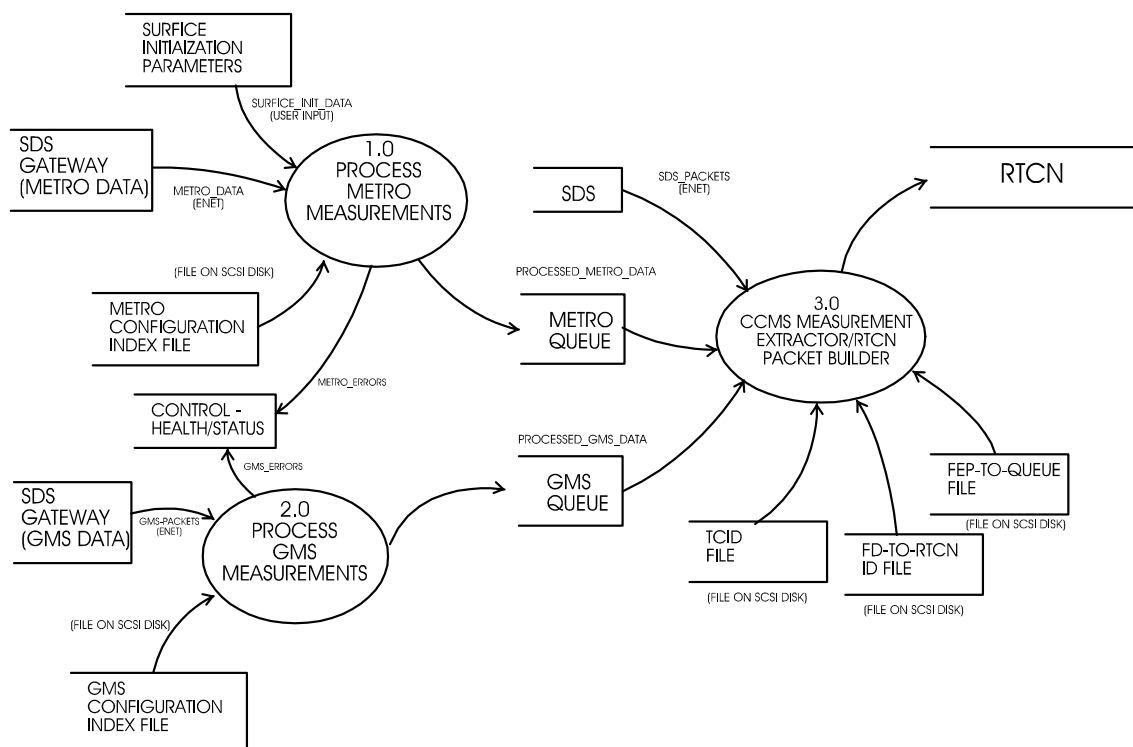 SURFICE
INITIAIZATION
PARAMETERS
SURFICE_INIT_DATA
(USER INPUT)
SDS
GATEWAY
(METRO DATA)
METRO_DATA
(ENET)
1.0
PROCESS
METRO
MEASUREMENTS
(FILE ON SCSI DISK)
METRO
CONFIGURATION
INDEX FILE
METRO_ERRORS
CONTROL -
HEALTH/STATUS
GMS_ERRORS
SDS
GATEWAY
(GMS DATA)
GMS-PACKETS
(ENET)
2.0
PROCESS
GMS
MEASUREMENTS
(FILE ON SCSI DISK)
GMS
CONFIGURATION
INDEX FILE
SDS
SDS_PACKETS
(ENET)
PROCESSED_METRO_DATA
METRO
QUEUE
PROCESSED_GMS_DATA
GMS
QUEUE
RTCN
3.0
CCMS MEASUREMENT
EXTRACTOR/RTCN
PACKET BUILDER
TCID
FILE
(FILE ON SCSI DISK)
FD-TO-RTCN
ID FILE
(FILE ON SCSI DISK)
FEP-TO-QUEUE
FILE
(FILE ON SCSI DISK)